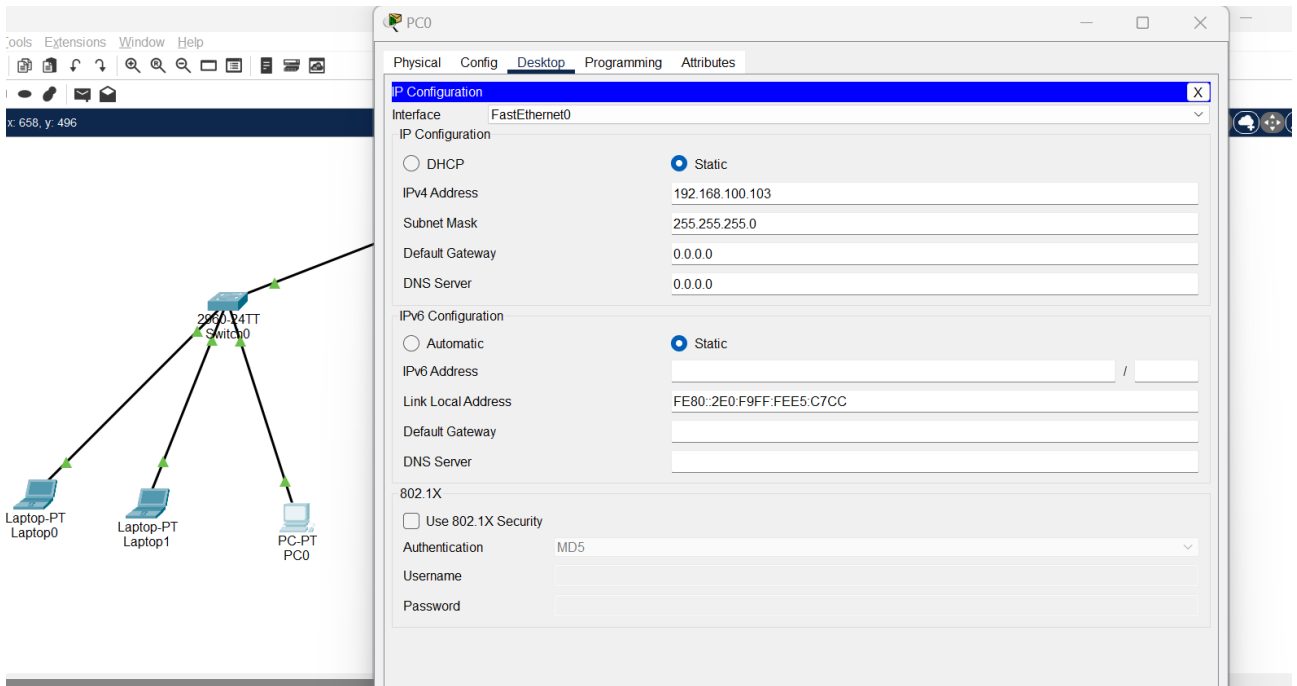 PC0
Tools Extensions Window Help
x: 658, y: 496
Physical Config Desktop Programming Attributes
IP Configuration X
Interface FastEthernet0
IP Configuration
DHCP Static
IPv4 Address 192.168.100.103
Subnet Mask 255.255.255.0
Default Gateway 0.0.0.0
DNS Server 0.0.0.0
IPv6 Configuration
Automatic Static
IPv6 Address /
Link Local Address FE80::2E0:F9FF:FEE5:C7CC
Default Gateway
DNS Server
802.1X
Use 802.1X Security
Authentication MD5
Username
Password
2960-24TT
Switch0
Laptop-PT
Laptop0
Laptop-PT
Laptop1
PC-PT
PC0